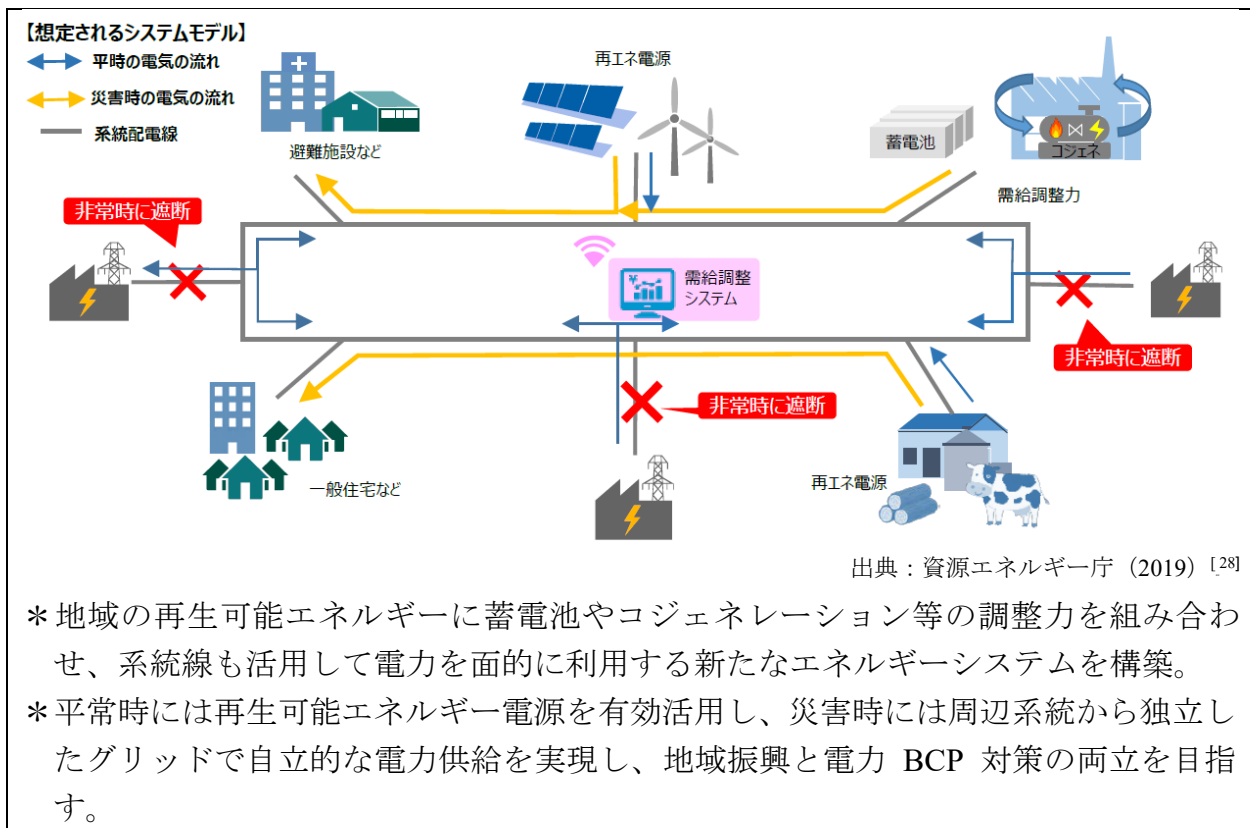 【想定されるシステムモデル】
平時の電気の流れ
災害時の電気の流れ
系統配電線
避難施設など
再エネ電源
蓄電池
コジェネ
需給調整力
非常時に遮断
需給調整
システム
非常時に遮断
非常時に遮断
一般住宅など
再エネ電源
出典：資源エネルギー庁（2019）[28]
＊地域の再生可能エネルギーに蓄電池やコジェネレーション等の調整力を組み合わ
せ、系統線も活用して電力を面的に利用する新たなエネルギーシステムを構築。
＊平常時には再生可能エネルギー電源を有効活用し、災害時には周辺系統から独立し
たグリッドで自立的な電力供給を実現し、地域振興と電力 BCP 対策の両立を目指
す。